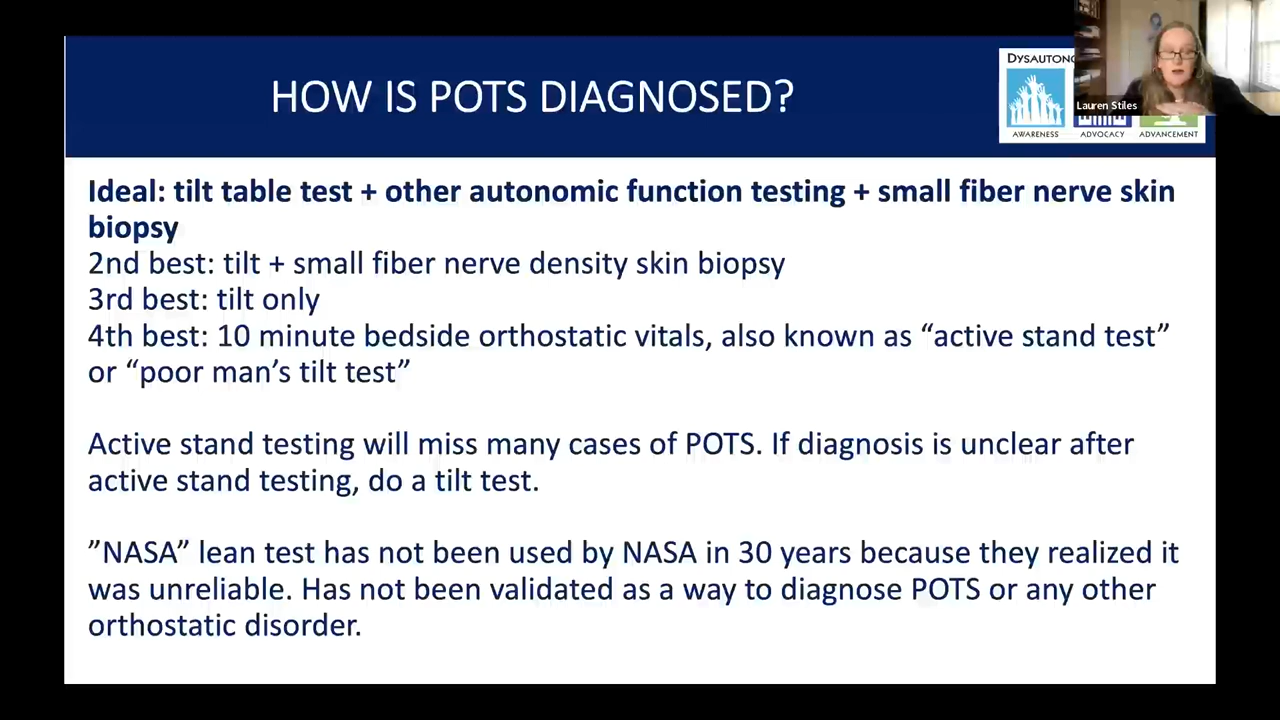 HOW IS POTS DIAGNOSED?
DYSAUTONO
Lauren Stiles
AWARENESS
ADVOCACY
ADVANCEMENT
Ideal: tilt table test + other autonomic function testing + small fiber nerve skin
biopsy
2nd best: tilt + small fiber nerve density skin biopsy
3rd best: tilt only
4th best: 10 minute bedside orthostatic vitals, also known as “active stand test”
or “poor man’s tilt test”
Active stand testing will miss many cases of POTS. If diagnosis is unclear after
active stand testing, do a tilt test.
”NASA” lean test has not been used by NASA in 30 years because they realized it
was unreliable. Has not been validated as a way to diagnose POTS or any other
orthostatic disorder.